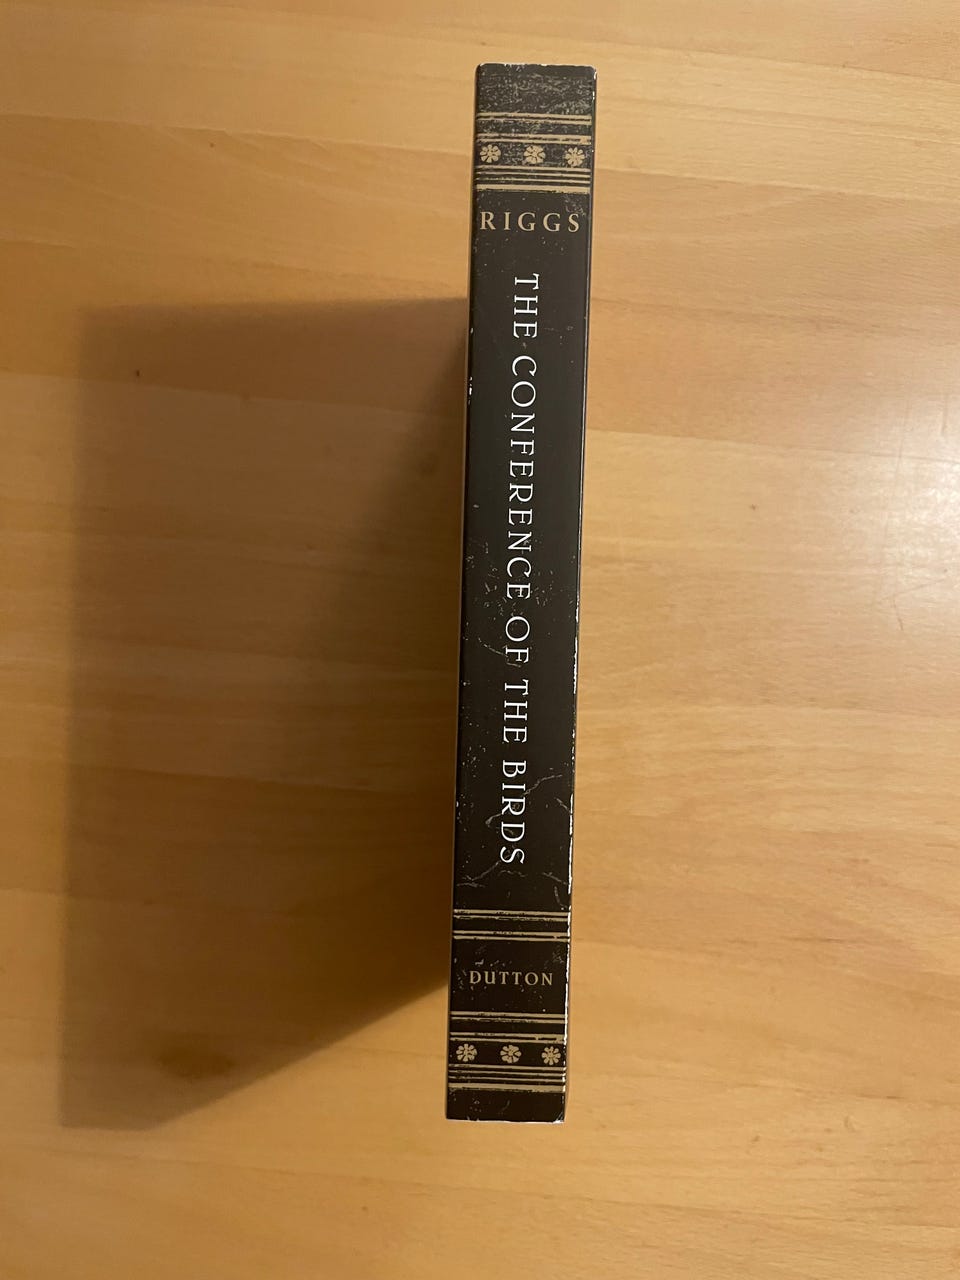 RIGGS
THE CONFERENCE OF THE BIRDS
DUTTON